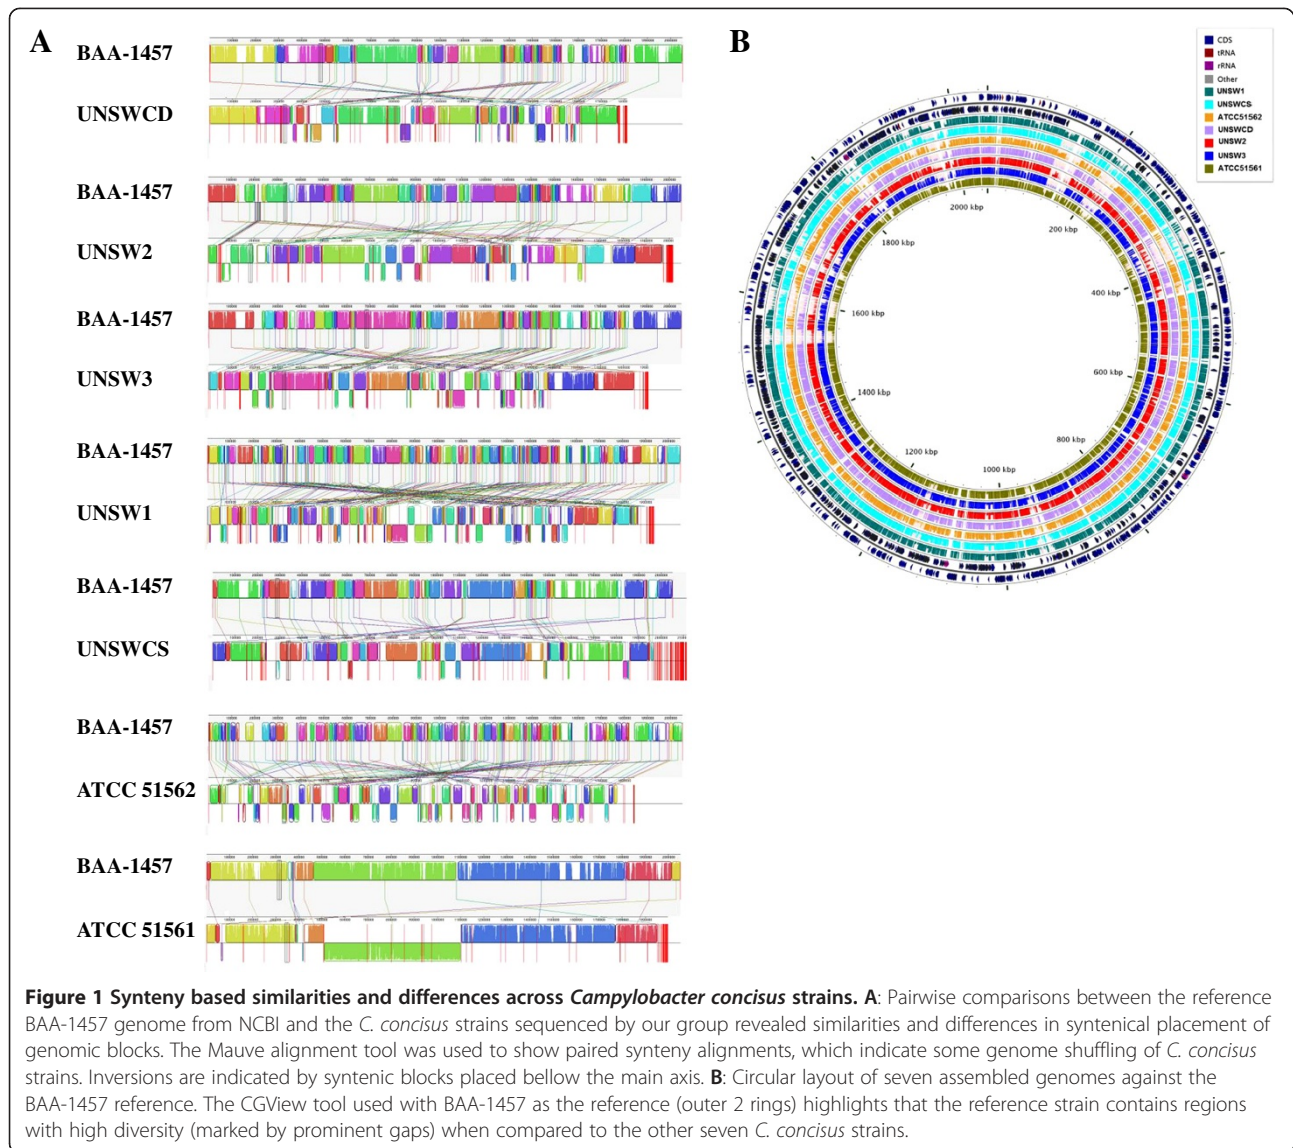 A
BAA-1457
UNSWCD
BAA-1457
UNSW2
BAA-1457
UNSW3
BAA-1457
UNSW1
BAA-1457
UNSWCS
BAA-1457
ATCC 51562
BAA-1457
ATCC 51561
B
CDS
tRNA
rRNA
Other
UNSW1
UNSWCS
ATCC51562
UNSWCD
UNSW2
UNSW3
ATCC51561
2000 kbp
200 kbp
400 kbp
600 kbp
800 kbp
1000 kbp
1200 kbp
1400 kbp
1600 kbp
1800 kbp
Figure 1 Synteny based similarities and differences across Campylobacter concisus strains. A: Pairwise comparisons between the reference
BAA-1457 genome from NCBI and the C. concisus strains sequenced by our group revealed similarities and differences in syntenical placement of
genomic blocks. The Mauve alignment tool was used to show paired synteny alignments, which indicate some genome shuffling of C. concisus
strains. Inversions are indicated by syntenic blocks placed bellow the main axis. B: Circular layout of seven assembled genomes against the
BAA-1457 reference. The CGView tool used with BAA-1457 as the reference (outer 2 rings) highlights that the reference strain contains regions
with high diversity (marked by prominent gaps) when compared to the other seven C. concisus strains.